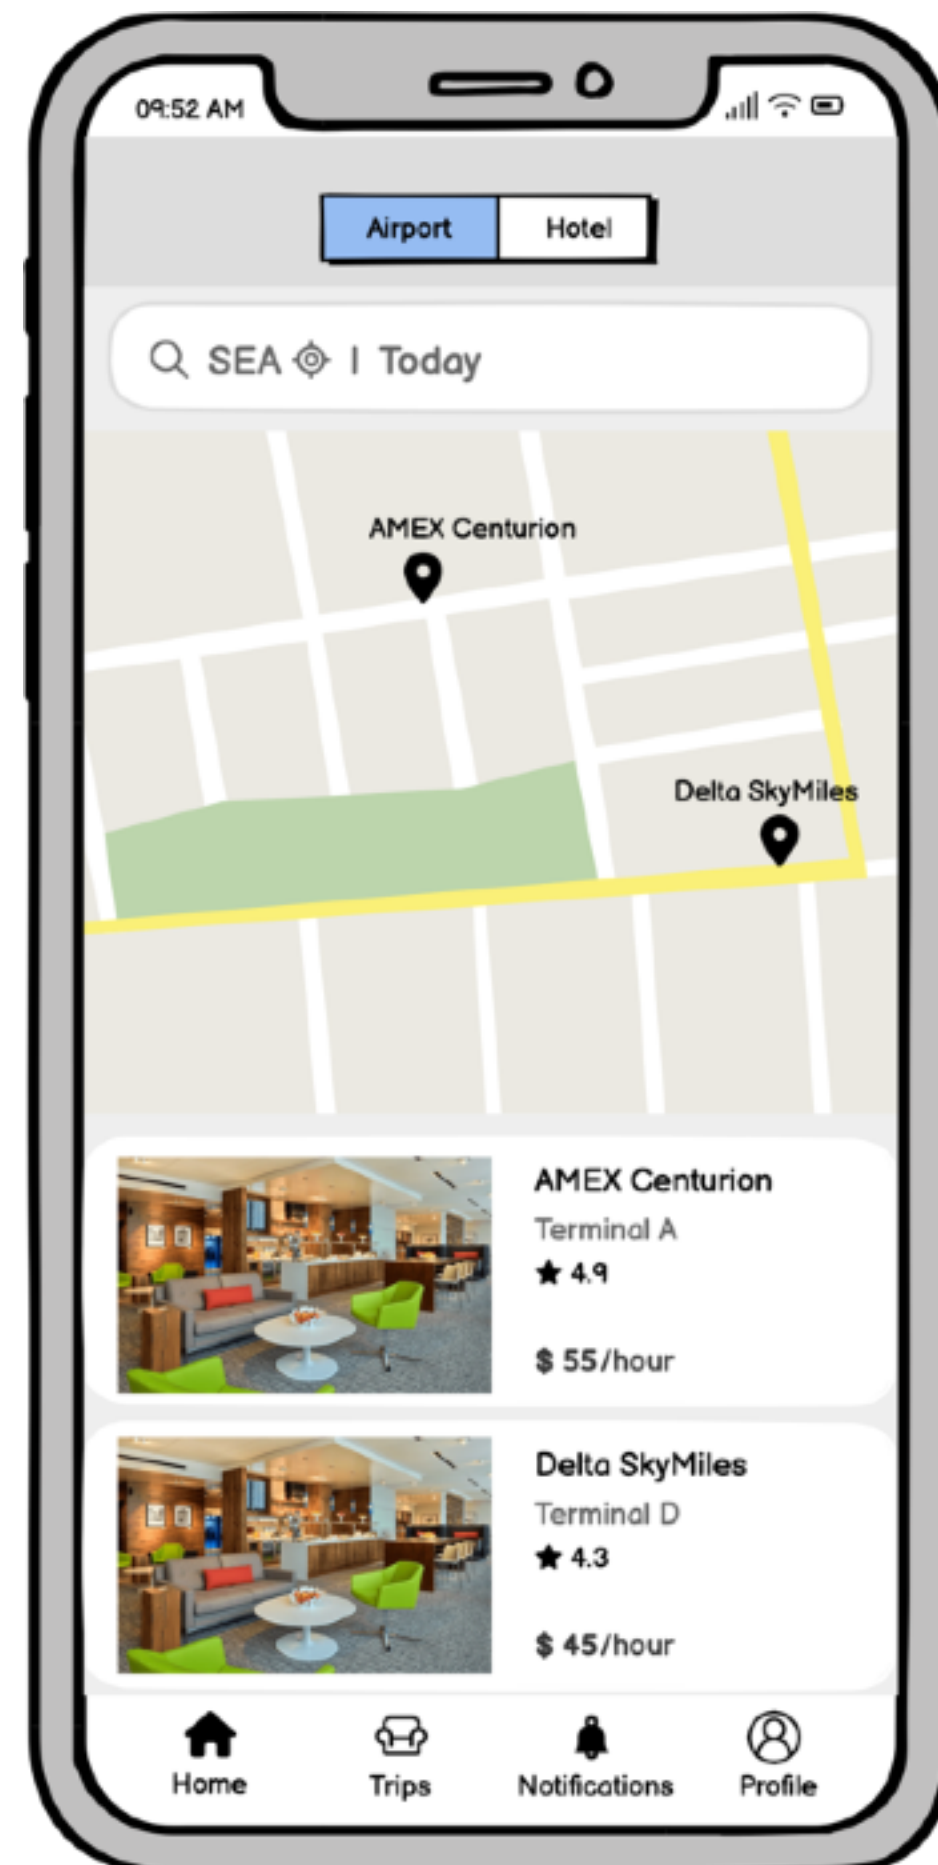 09:52 AM
Airport Hotel
SEA | Today
AMEX Centurion
Delta SkyMiles
AMEX Centurion
Terminal A
★ 4.9
$ 55/hour
Delta SkyMiles
Terminal D
★ 4.3
$ 45/hour
Home Trips Notifications Profile